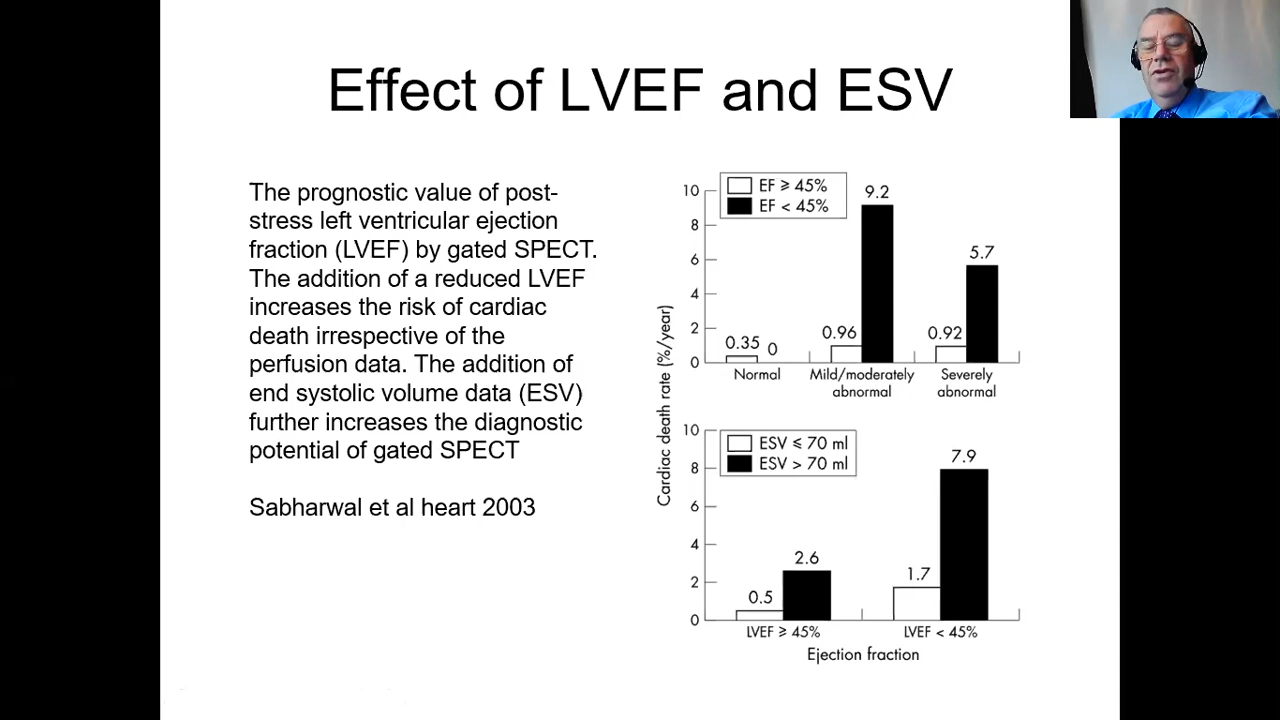 Effect of LVEF and ESV
The prognostic value of post-
stress left ventricular ejection
fraction (LVEF) by gated SPECT.
The addition of a reduced LVEF
increases the risk of cardiac
death irrespective of the
perfusion data. The addition of
end systolic volume data (ESV)
further increases the diagnostic
potential of gated SPECT
Sabharwal et al heart 2003
Cardiac death rate (%/year)
EF ≥ 45%
EF < 45%
10
8
6
4
2
0
0.35
0
0.96
9.2
0.92
5.7
Normal
Mild/moderately
abnormal
Severely
abnormal
ESV ≤ 70 ml
ESV > 70 ml
10
8
6
4
2
0
0.5
2.6
1.7
7.9
LVEF ≥ 45%
LVEF < 45%
Ejection fraction